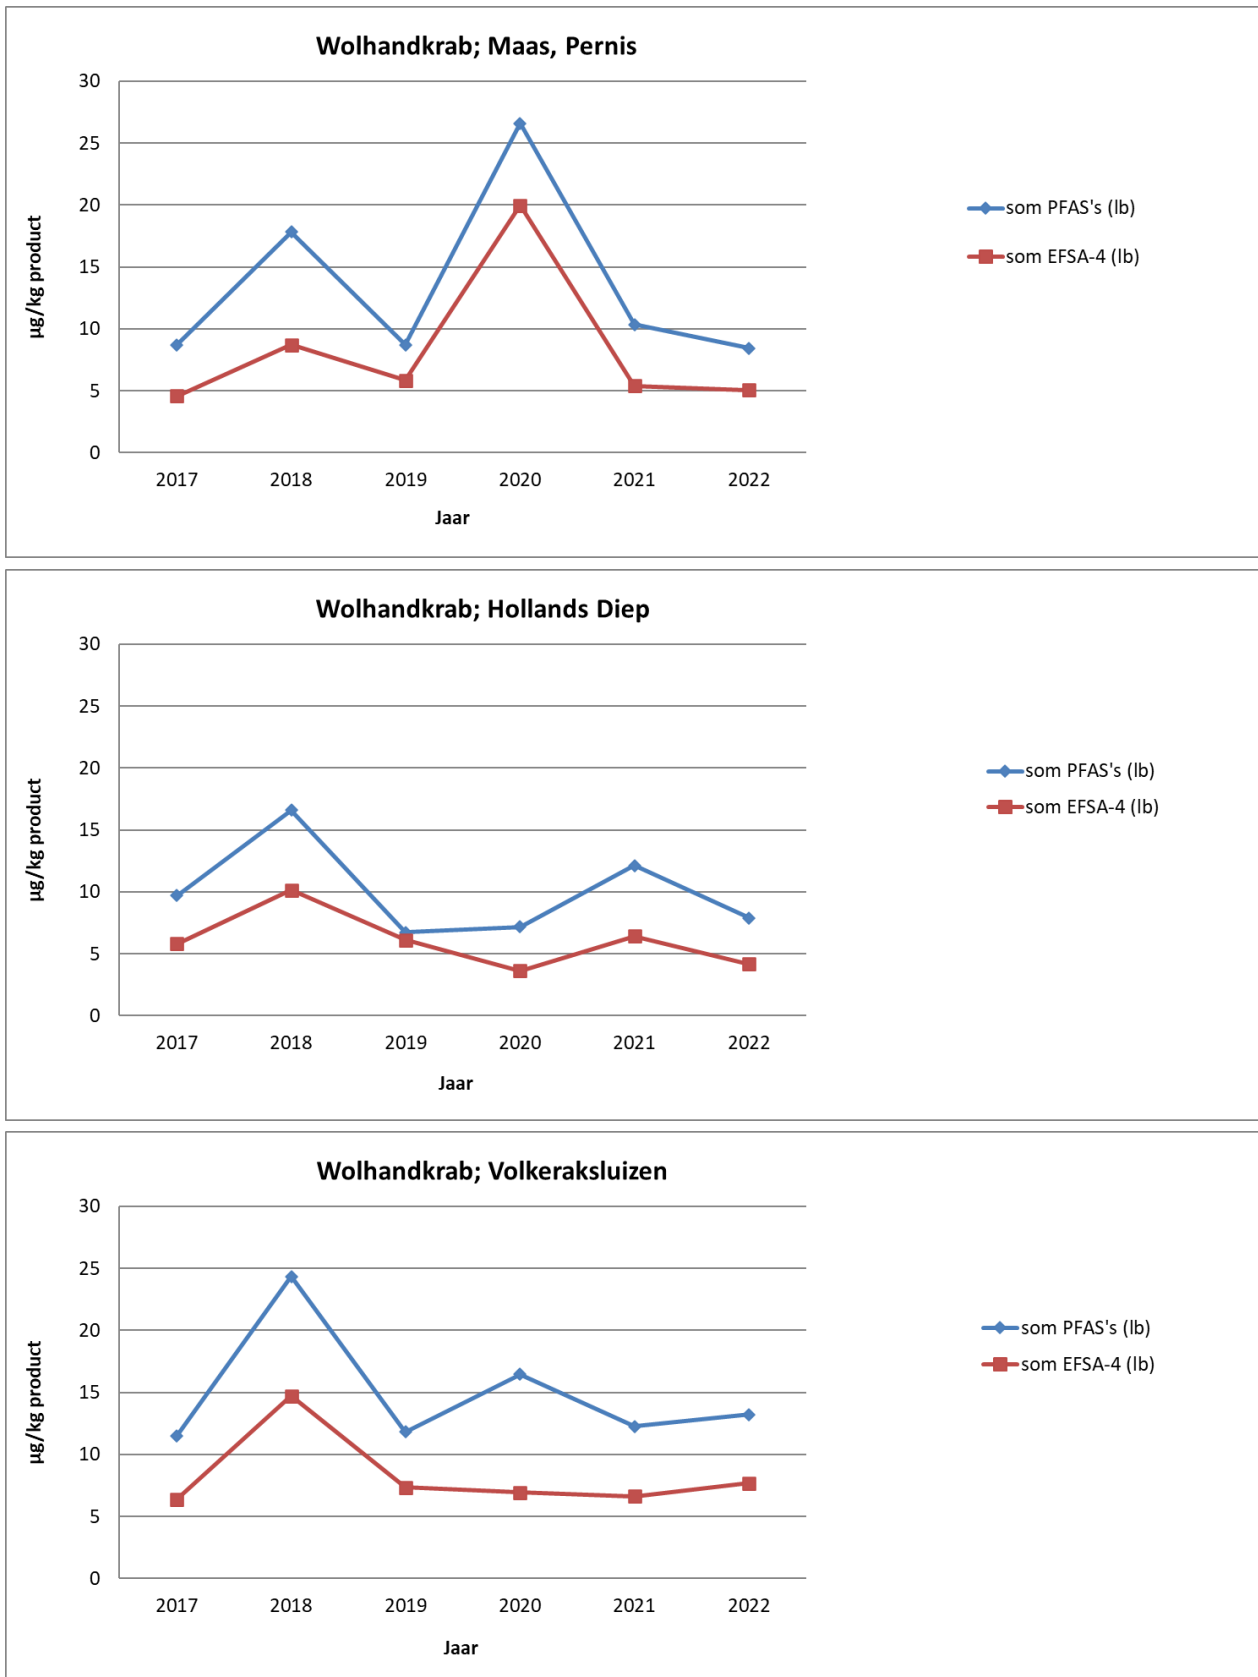 Wolhandkrab; Maas, Pernis
30
25
20
15
10
5
0
µg/kg product
2017 2018 2019 2020 2021 2022
Jaar
som PFAS's (lb)
som EFSA-4 (lb)
Wolhandkrab; Hollands Diep
30
25
20
15
10
5
0
µg/kg product
2017 2018 2019 2020 2021 2022
Jaar
som PFAS's (lb)
som EFSA-4 (lb)
Wolhandkrab; Volkeraksluizen
30
25
20
15
10
5
0
µg/kg product
2017 2018 2019 2020 2021 2022
Jaar
som PFAS's (lb)
som EFSA-4 (lb)